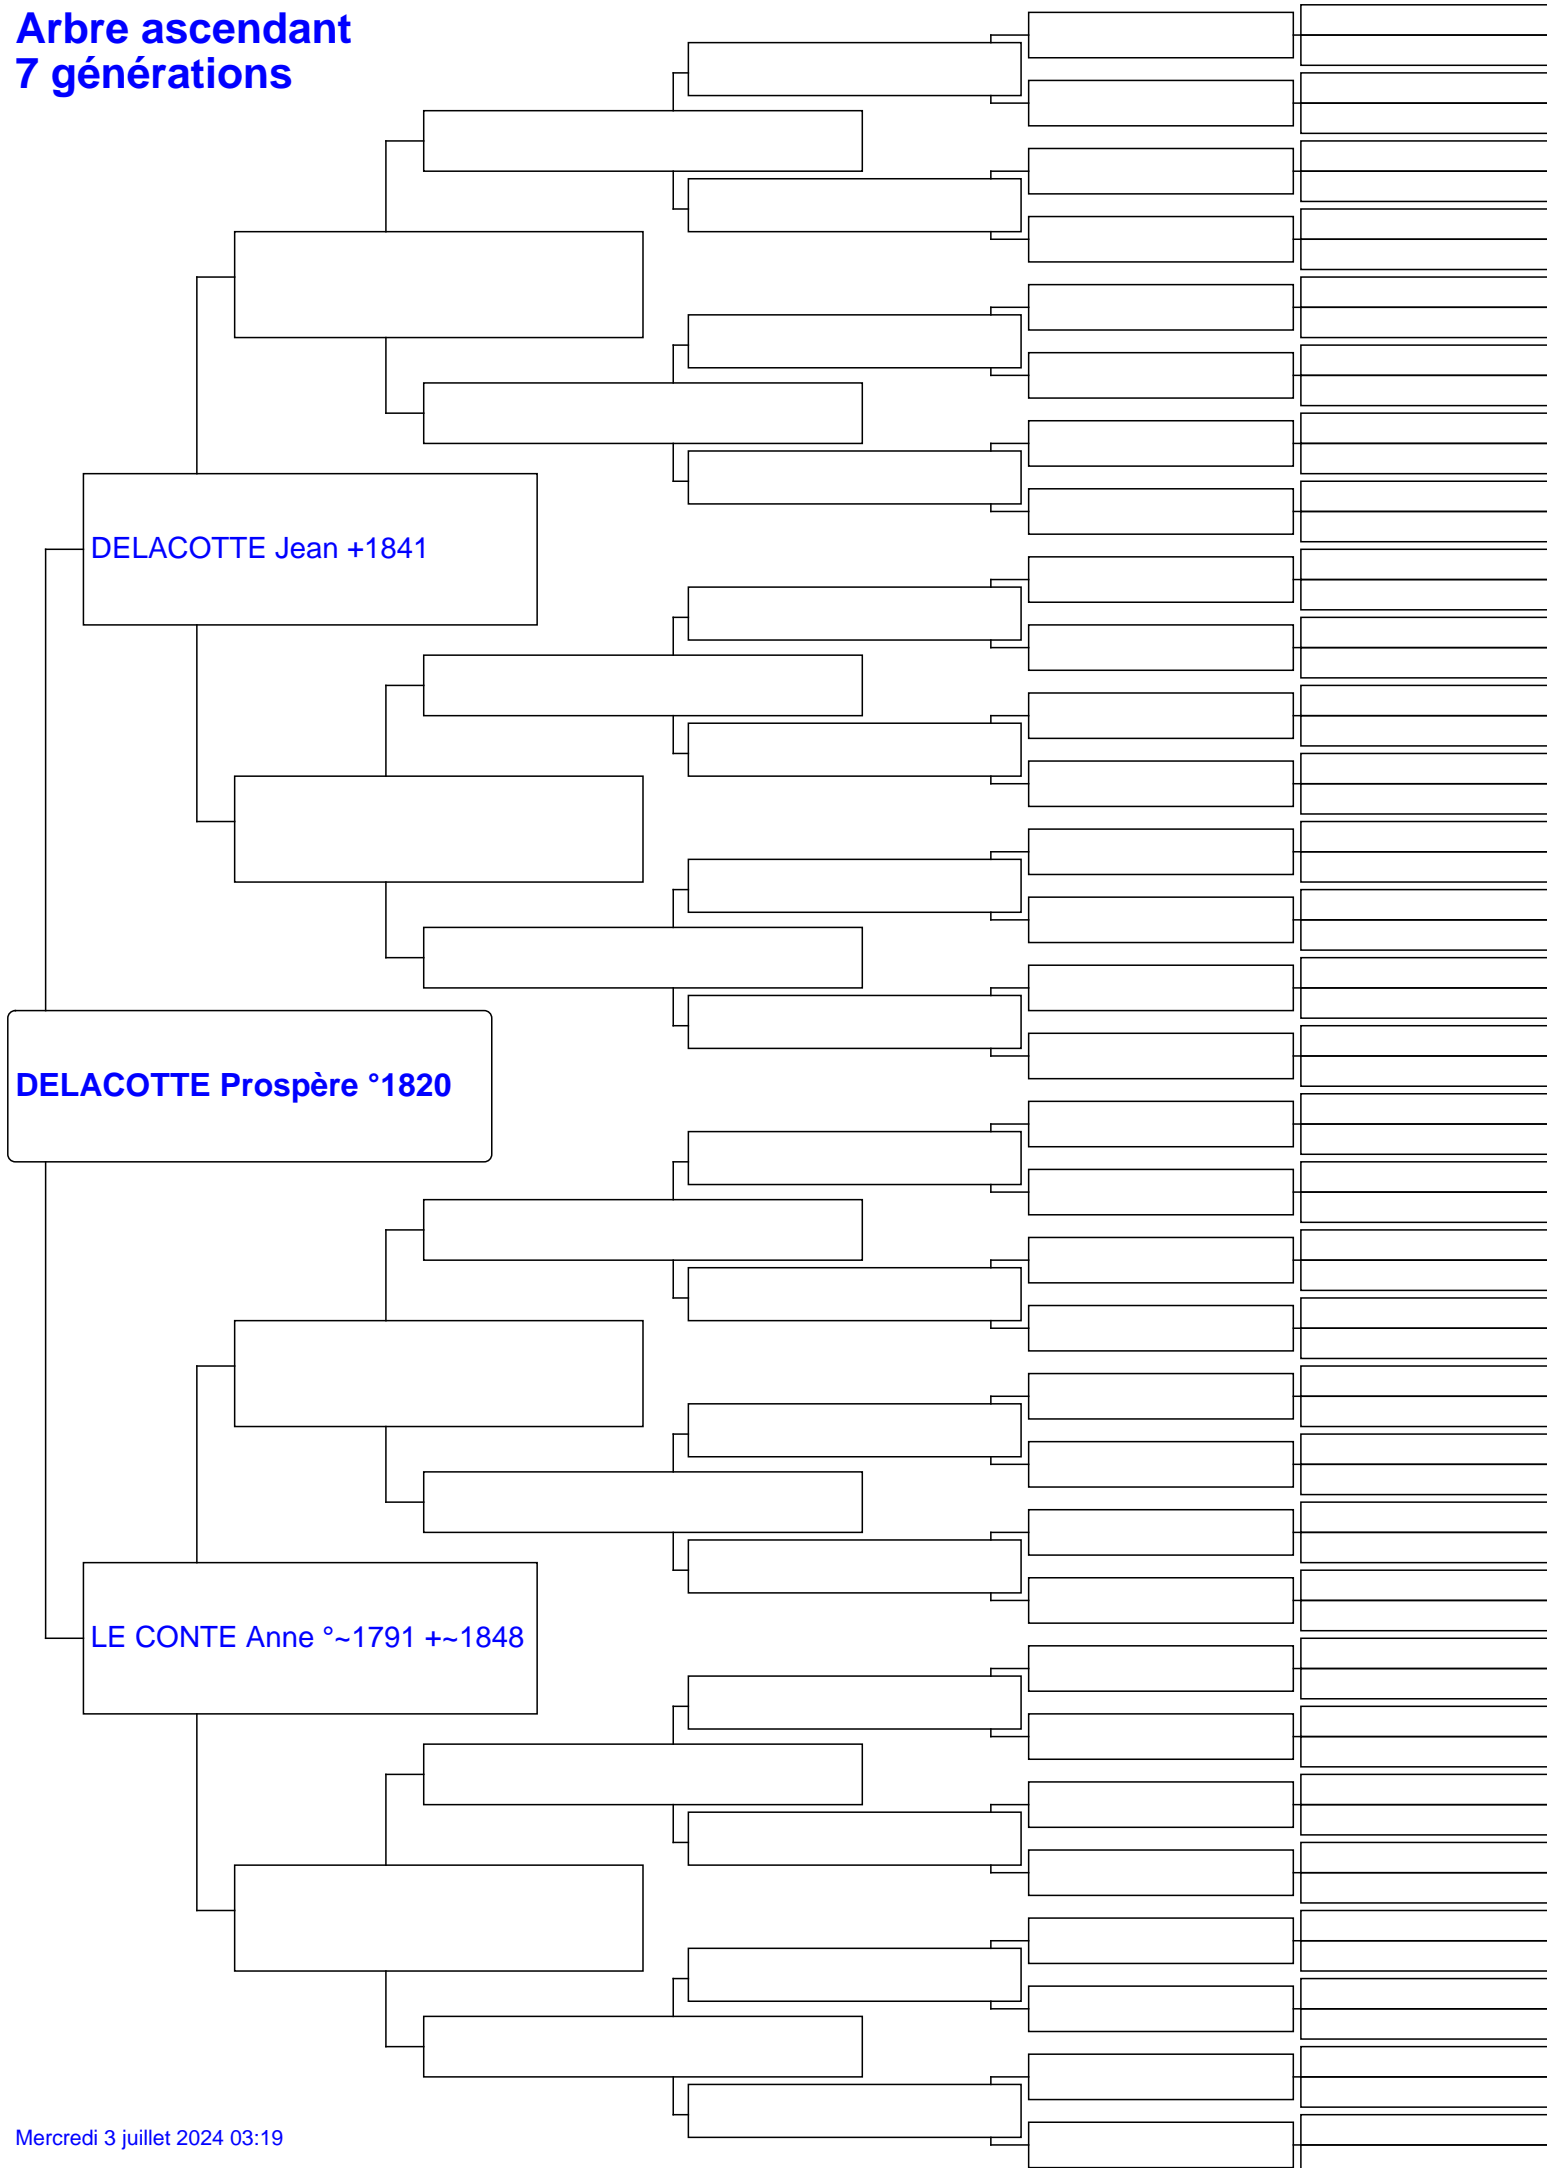 Arbre ascendant
7 générations
DELACOTTE Jean +1841
DELACOTTE Prospère °1820
LE CONTE Anne °~1791 +~1848
Mercredi 3 juillet 2024 03:19